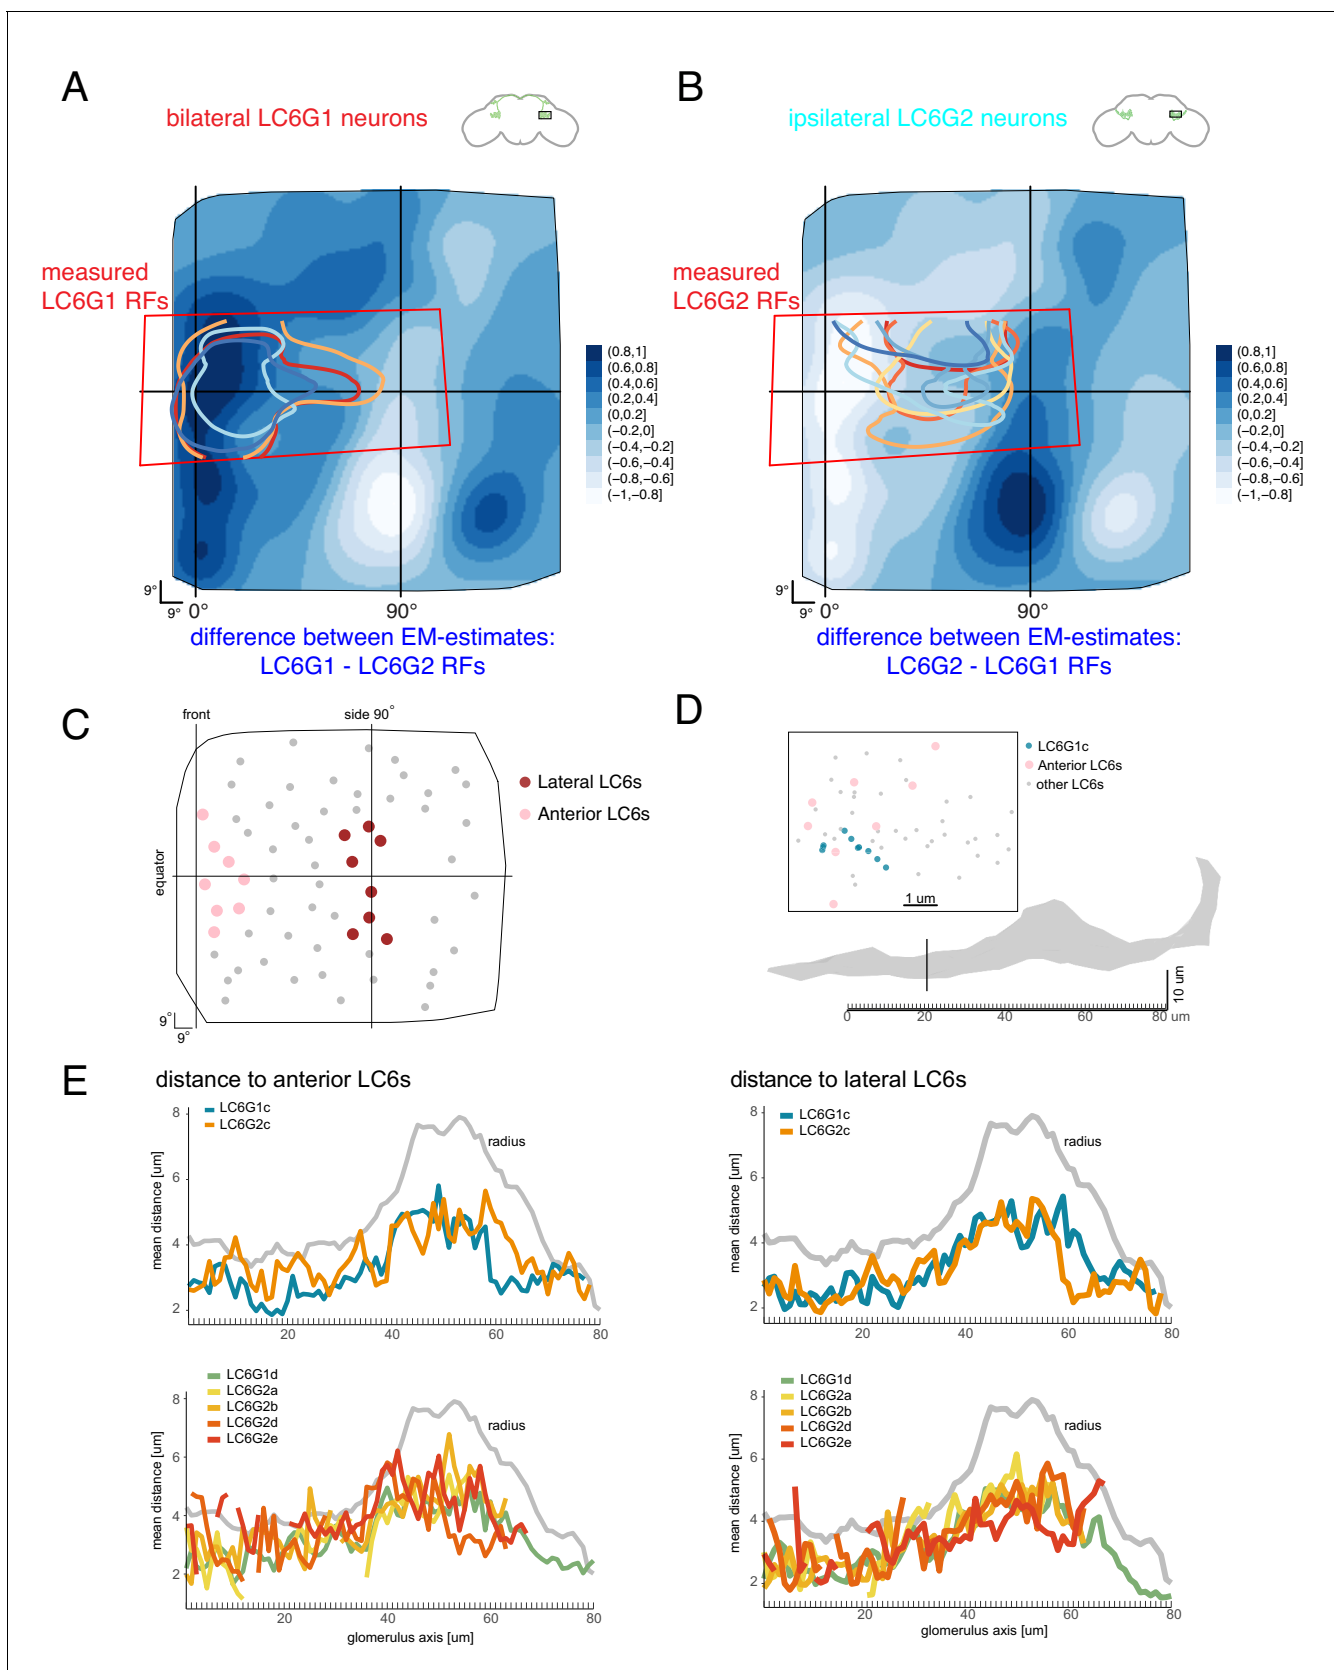 A
bilateral LC6G1 neurons
measured
LC6G1 RFs
(0.8,1]
(0.6,0.8]
(0.4,0.6]
(0.2,0.4]
(0,0.2]
(−0.2,0]
(−0.4,−0.2]
(−0.6,−0.4]
(−0.8,−0.6]
(−1,−0.8]
9°
9°
0°
90°
difference between EM-estimates:
LC6G1 - LC6G2 RFs
B
ipsilateral LC6G2 neurons
measured
LC6G2 RFs
(0.8,1]
(0.6,0.8]
(0.4,0.6]
(0.2,0.4]
(0,0.2]
(−0.2,0]
(−0.4,−0.2]
(−0.6,−0.4]
(−0.8,−0.6]
(−1,−0.8]
9°
9°
0°
90°
difference between EM-estimates:
LC6G2 - LC6G1 RFs
C
front
side 90°
equator
Lateral LC6s
Anterior LC6s
9°
9°
D
LC6G1c
Anterior LC6s
other LC6s
1 um
10 um
0 20 40 60 80 um
E
distance to anterior LC6s
LC6G1c
LC6G2c
radius
mean distance [um]
8
6
4
2
20 40 60 80
distance to lateral LC6s
LC6G1c
LC6G2c
radius
mean distance [um]
8
6
4
2
20 40 60 80
LC6G1d
LC6G2a
LC6G2b
LC6G2d
LC6G2e
radius
mean distance [um]
8
6
4
2
20 40 60 80
glomerulus axis [um]
LC6G1d
LC6G2a
LC6G2b
LC6G2d
LC6G2e
radius
mean distance [um]
8
6
4
2
20 40 60 80
glomerulus axis [um]